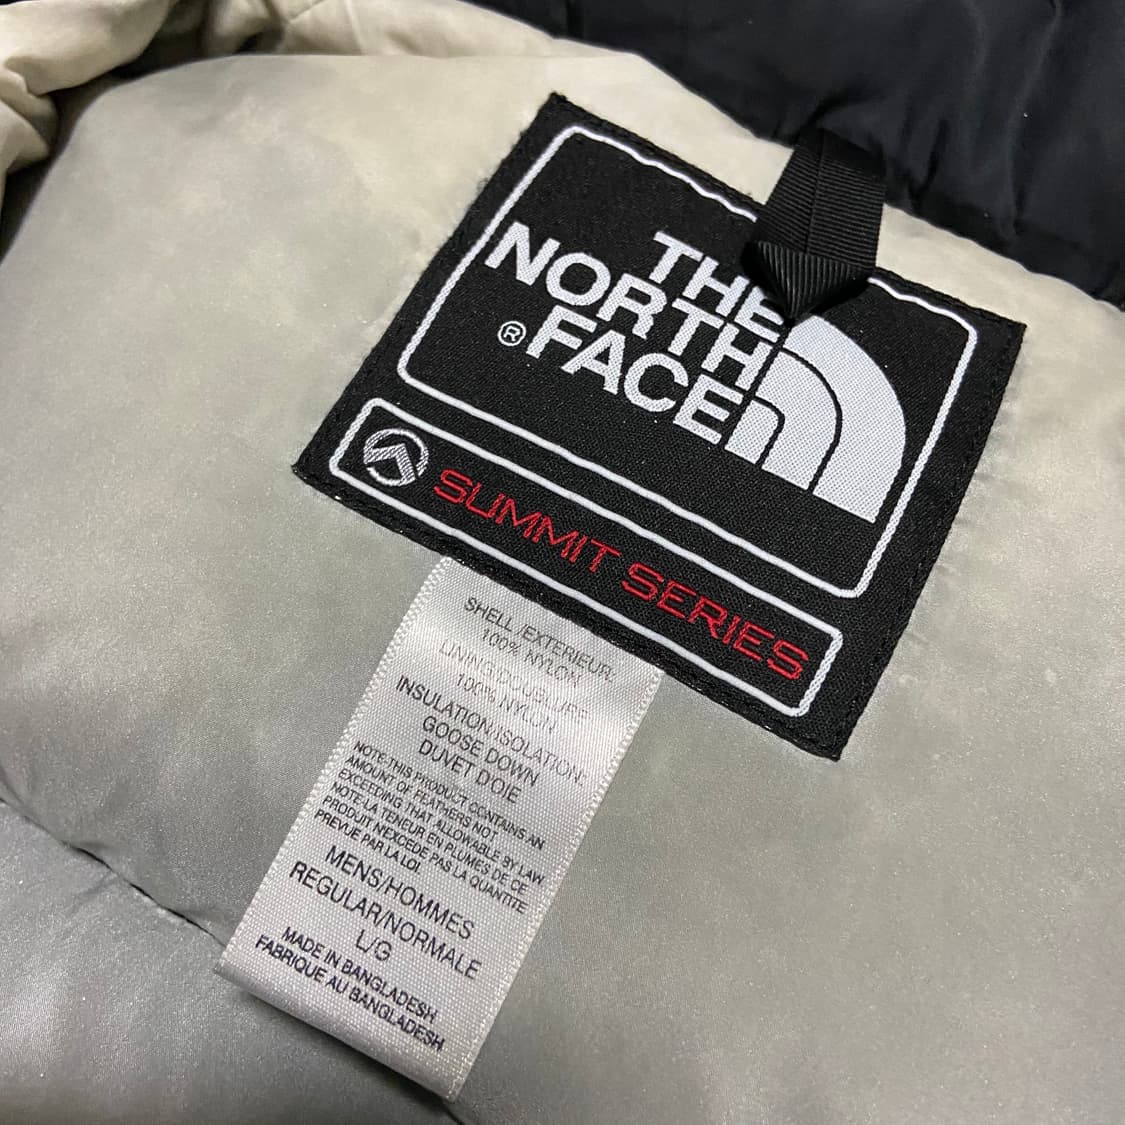 THE
NORTH
® FACE
SUMMIT SERIES
SHELL/EXTERIEUR:
100% NYLON
LINING/DOUBLURE
100% NYLON
INSULATION/ISOLATION:
GOOSE DOWN
DUVET D'OIE
NOTE-THIS PRODUCT CONTAINS AN
AMOUNT OF FEATHERS NOT
EXCEEDING THAT ALLOWABLE BY LAW
NOTE-LA TENEUR EN PLUMES DE CE
PRODUIT N'EXCEDE PAS LA QUANTITE
PREVUE PAR LA LOI
MENS/HOMMES
REGULAR/NORMALE
L/G
MADE IN BANGLADESH
FABRIQUE AU BANGLADESH